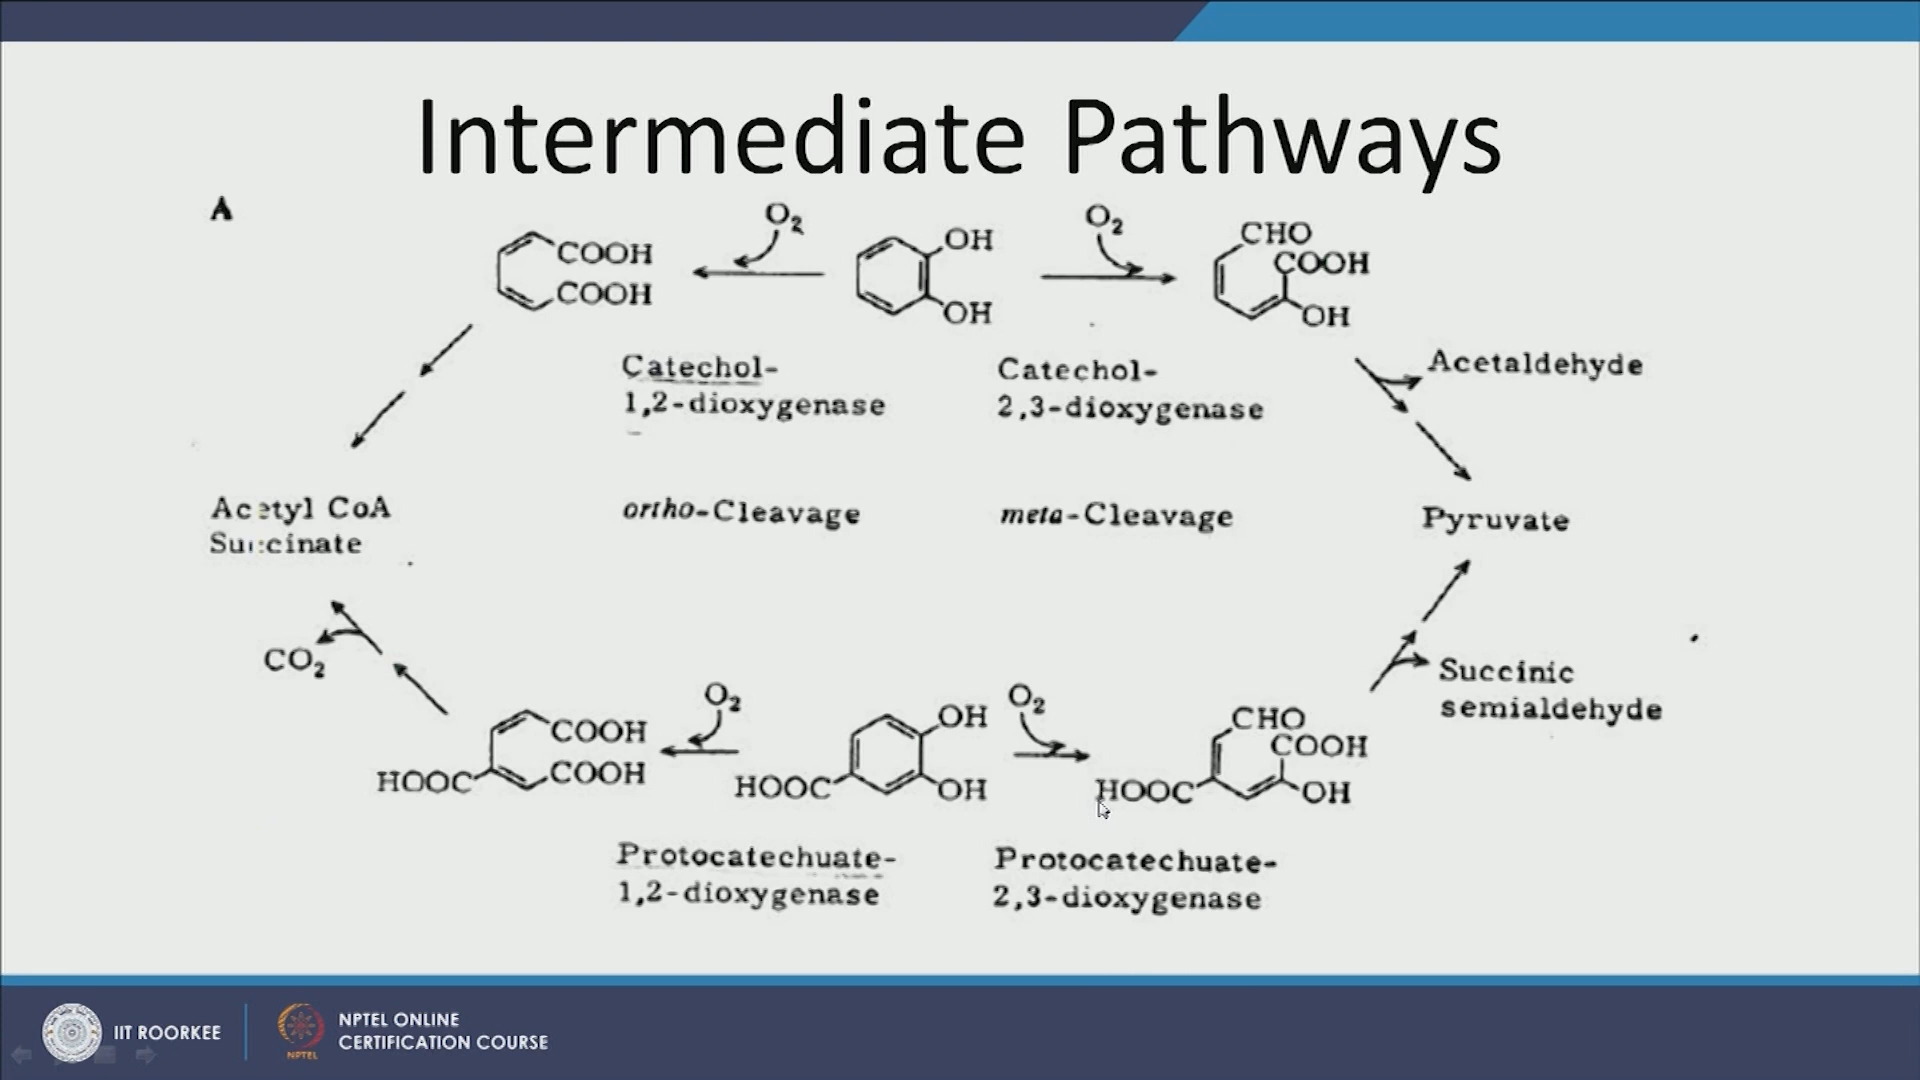 Intermediate Pathways
A
COOH
COOH
O2
OH
OH
O2
CHO
COOH
OH
Catechol-
1,2-dioxygenase
Catechol-
2,3-dioxygenase
Acetaldehyde
Acetyl CoA
Succinate
ortho-Cleavage
meta-Cleavage
Pyruvate
CO2
Succinic
semialdehyde
HOOC
COOH
COOH
O2
HOOC
OH
OH
O2
HOOC
CHO
COOH
OH
Protocatechuate-
1,2-dioxygenase
Protocatechuate-
2,3-dioxygenase
IIT ROORKEE
NPTEL
NPTEL ONLINE
CERTIFICATION COURSE